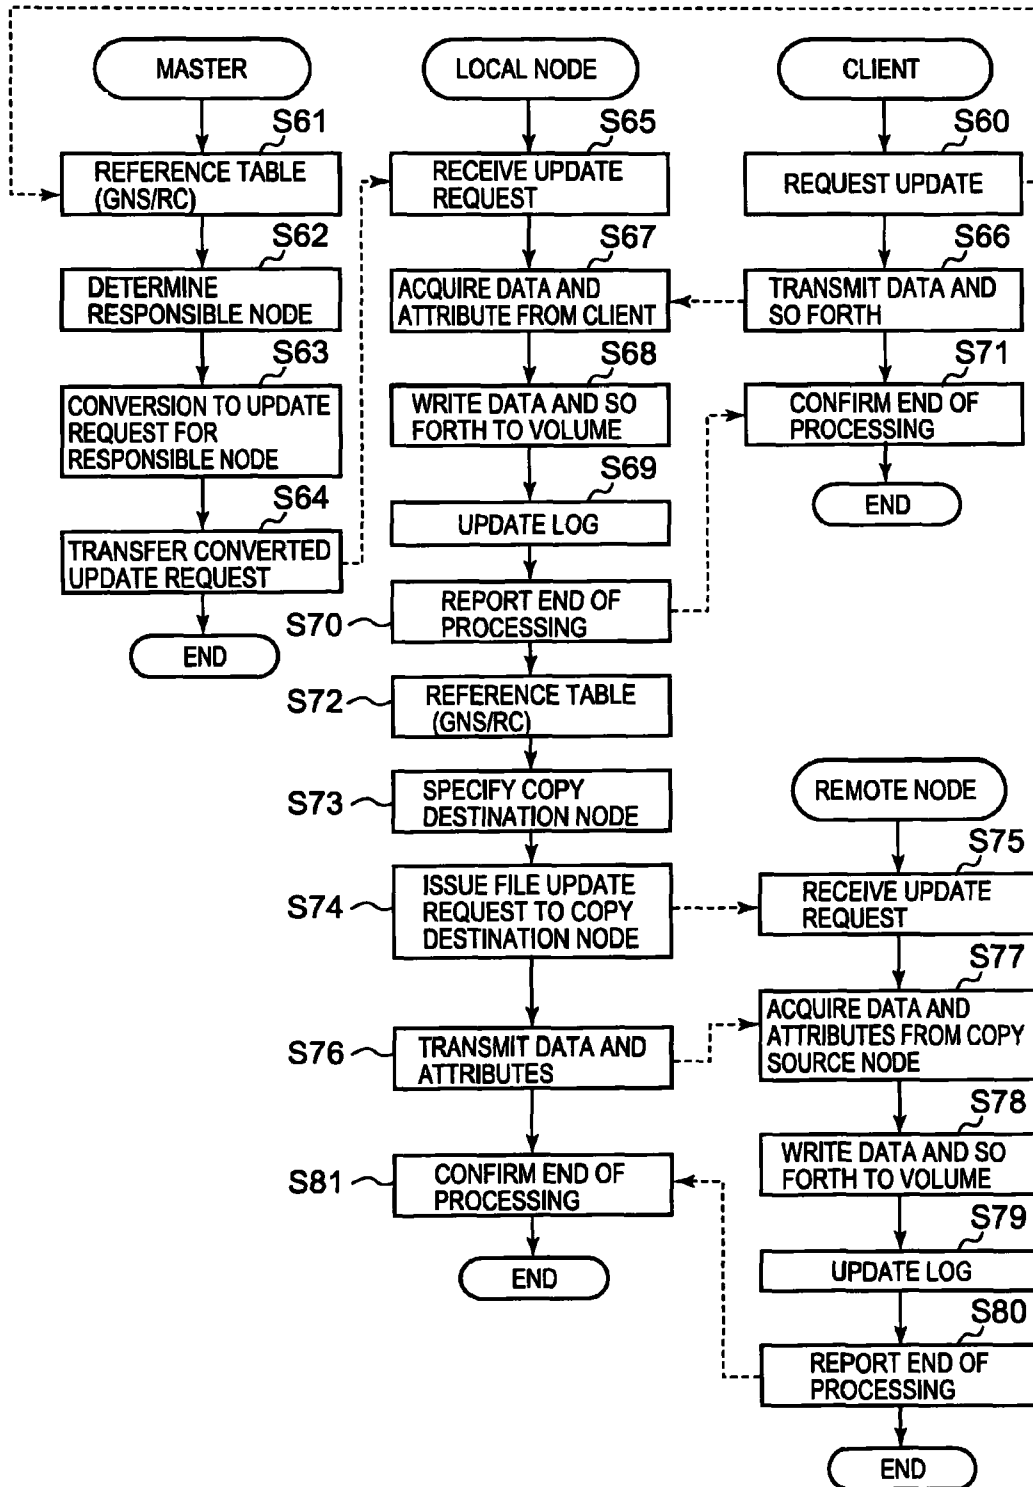 MASTER
S61
REFERENCE TABLE
(GNS/RC)
S62
DETERMINE
RESPONSIBLE NODE
S63
CONVERSION TO UPDATE
REQUEST FOR
RESPONSIBLE NODE
S64
TRANSFER CONVERTED
UPDATE REQUEST
END
LOCAL NODE
S65
RECEIVE UPDATE
REQUEST
S67
ACQUIRE DATA AND
ATTRIBUTE FROM CLIENT
S68
WRITE DATA AND SO
FORTH TO VOLUME
S69
UPDATE LOG
S70
REPORT END OF
PROCESSING
S72
REFERENCE TABLE
(GNS/RC)
S73
SPECIFY COPY
DESTINATION NODE
S74
ISSUE FILE UPDATE
REQUEST TO COPY
DESTINATION NODE
S76
TRANSMIT DATA AND
ATTRIBUTES
S81
CONFIRM END OF
PROCESSING
END
CLIENT
S60
REQUEST UPDATE
S66
TRANSMIT DATA AND
SO FORTH
S71
CONFIRM END OF
PROCESSING
END
REMOTE NODE
S75
RECEIVE UPDATE
REQUEST
S77
ACQUIRE DATA AND
ATTRIBUTES FROM COPY
SOURCE NODE
S78
WRITE DATA AND SO
FORTH TO VOLUME
S79
UPDATE LOG
S80
REPORT END OF
PROCESSING
END